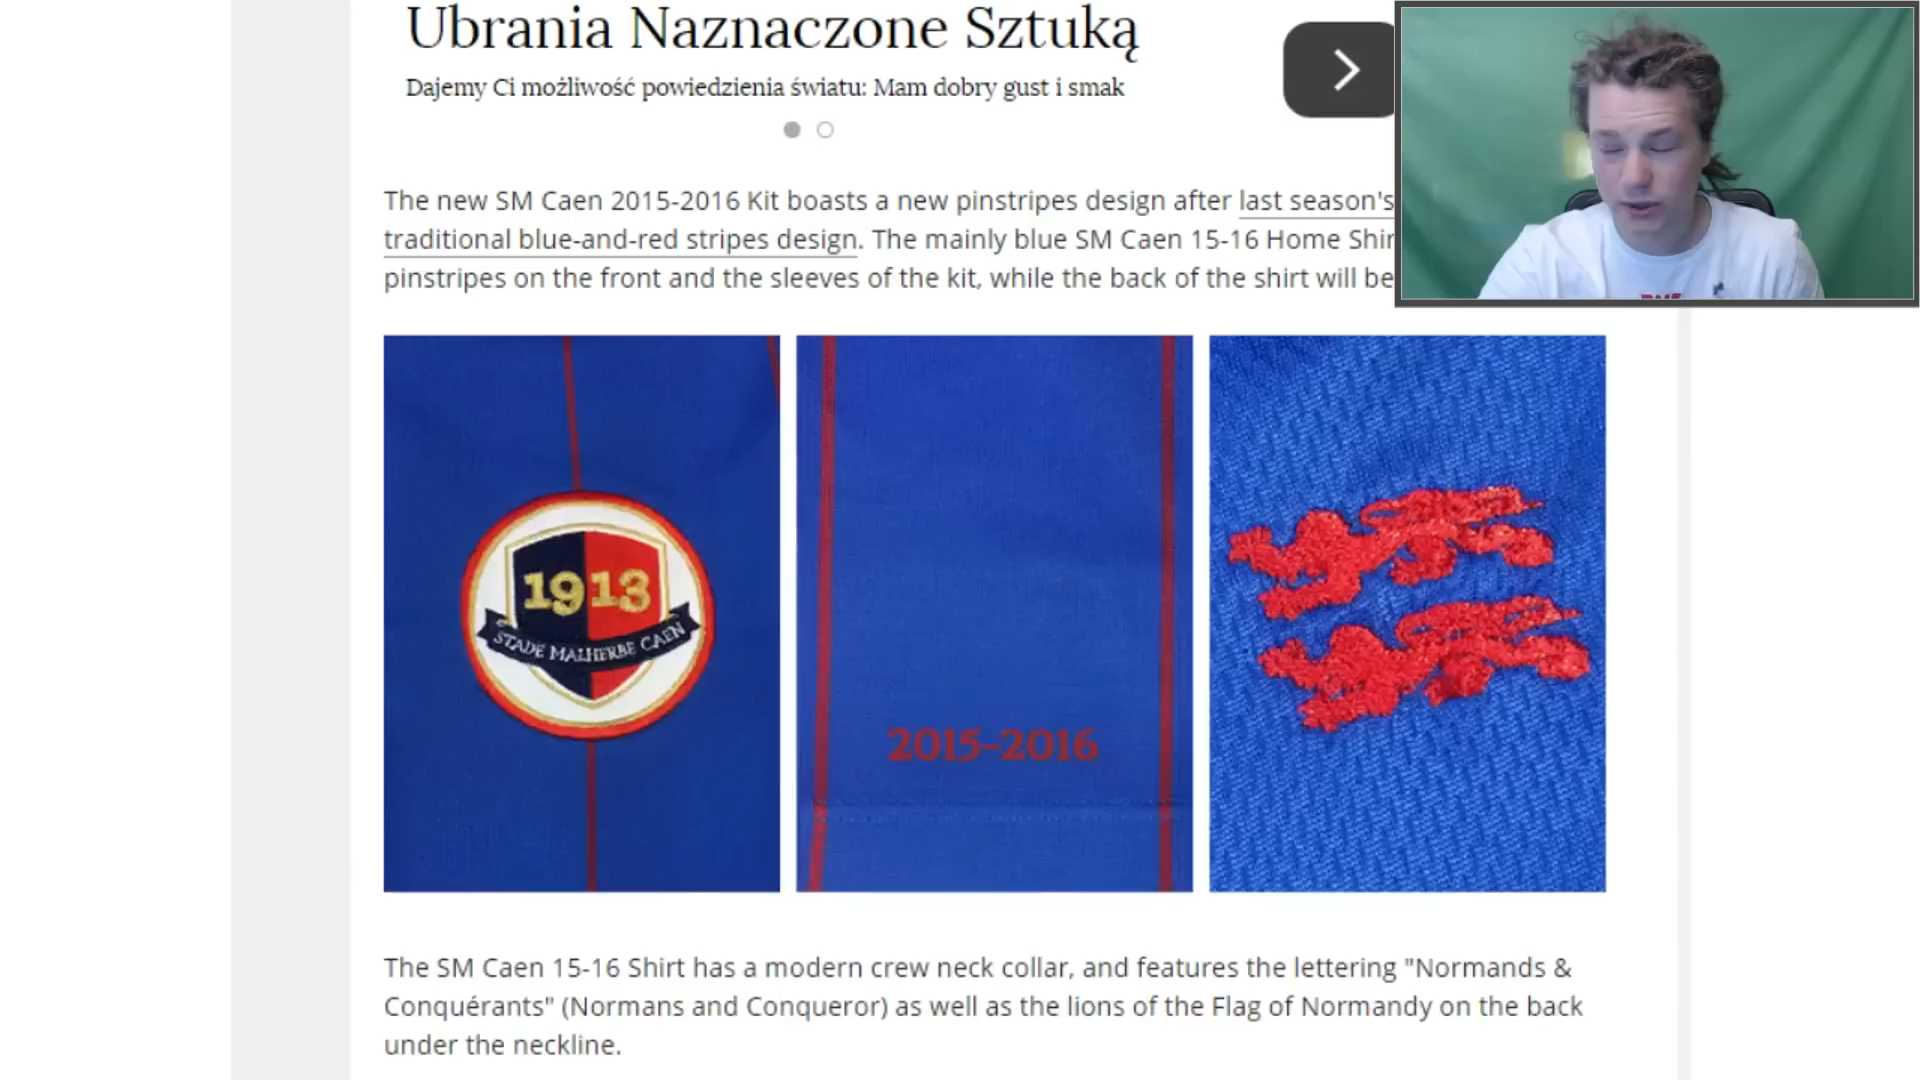 Ubrania Naznaczone Sztuką
Dajemy Ci możliwość powiedzienia światu: Mam dobry gust i smak
The new SM Caen 2015-2016 Kit boasts a new pinstripes design after last season's
traditional blue-and-red stripes design. The mainly blue SM Caen 15-16 Home
pinstripes on the front and the sleeves of the kit, while the back of the shirt will be
1913
STADE MALHERBE CAEN
2015-2016
The SM Caen 15-16 Shirt has a modern crew neck collar, and features the lettering "Normands &
Conquérants" (Normans and Conqueror) as well as the lions of the Flag of Normandy on the back
under the neckline.